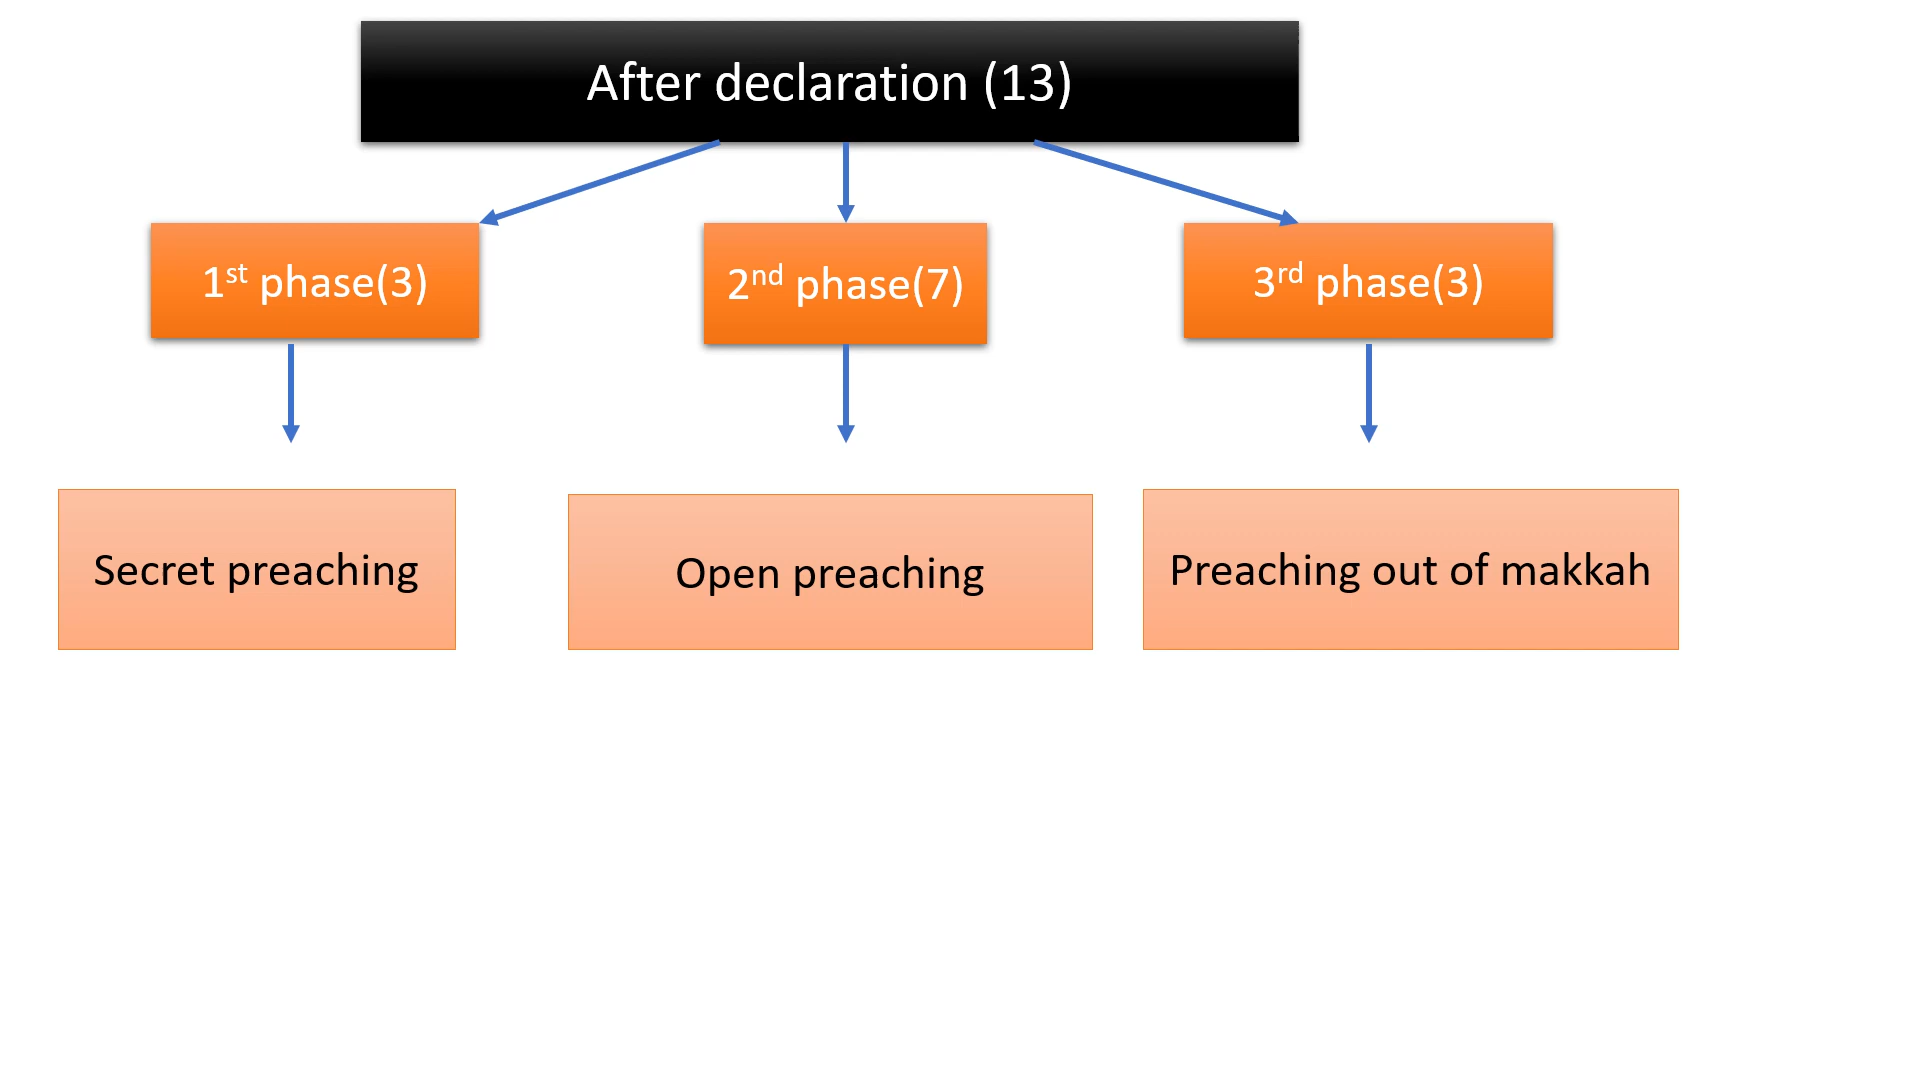 After declaration (13)
1st phase(3)
2nd phase(7)
3rd phase(3)
Secret preaching
Open preaching
Preaching out of makkah